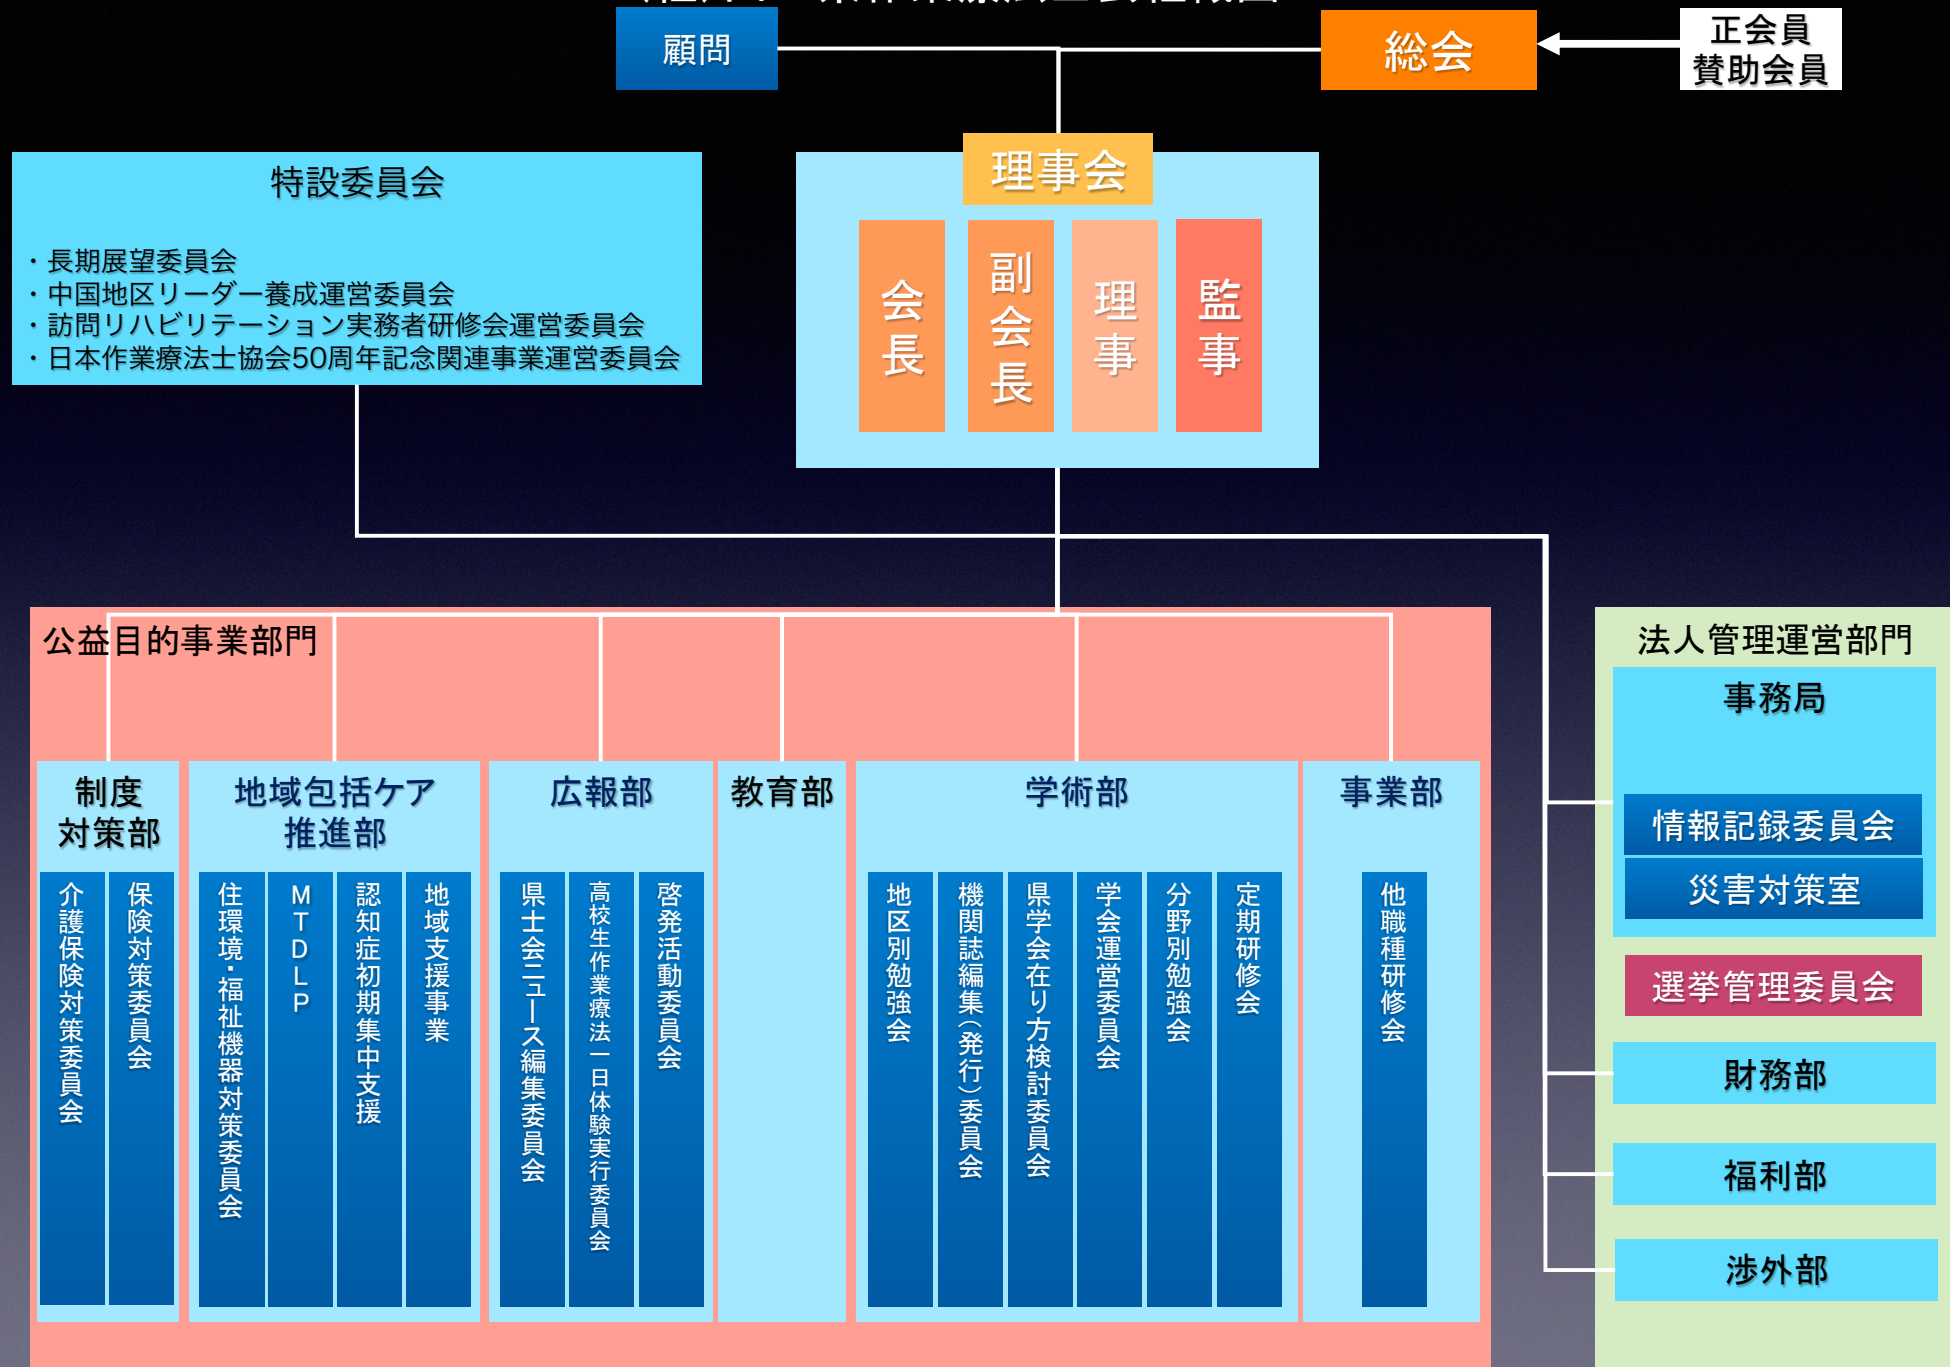 顧問
総会
正会員
賛助会員
理事会
会長
副会長
理事
監事
特設委員会
・長期展望委員会
・中国地区リーダー養成運営委員会
・訪問リハビリテーション実務者研修会運営委員会
・日本作業療法士協会50周年記念関連事業運営委員会
公益目的事業部門
制度
対策部
介護保険対策委員会
保険対策委員会
地域包括ケア
推進部
住環境・福祉機器対策委員会
MTDLP
認知症初期集中支援
地域支援事業
広報部
県士会ニュース編集委員会
高校生作業療法一日体験実行委員会
啓発活動委員会
教育部
学術部
地区別勉強会
機関誌編集(発行)委員会
県学会在り方検討委員会
学会運営委員会
分野別勉強会
定期研修会
事業部
他職種研修会
法人管理運営部門
事務局
情報記録委員会
災害対策室
選挙管理委員会
財務部
福利部
渉外部